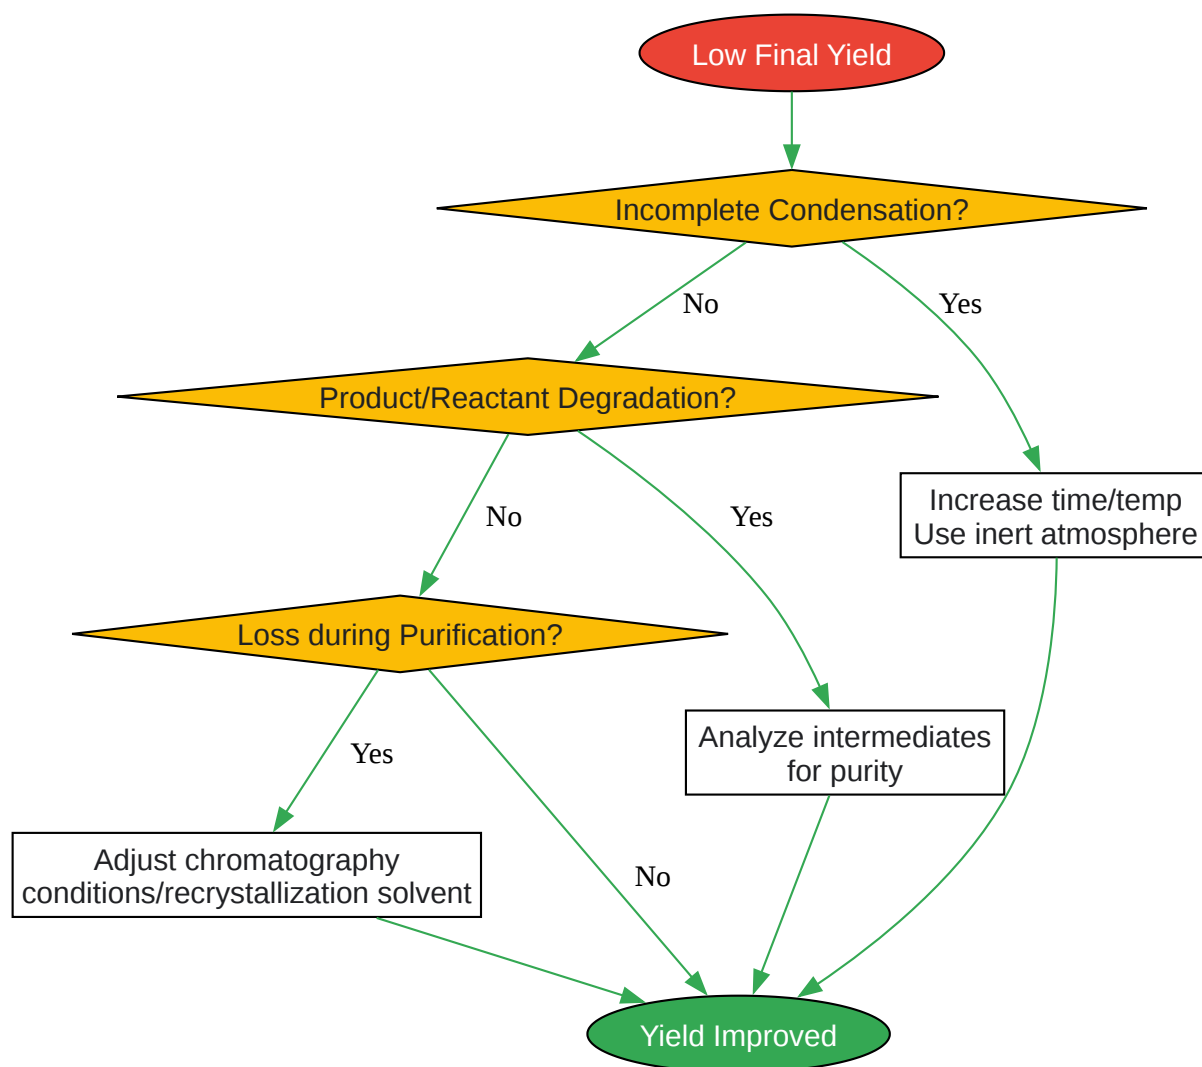 Low Final Yield
Incomplete Condensation?
No
Yes
Product/Reactant Degradation?
No
Yes
Increase time/temp
Use inert atmosphere
Loss during Purification?
Yes
No
Analyze intermediates
for purity
Adjust chromatography
conditions/recrystallization solvent
Yield Improved